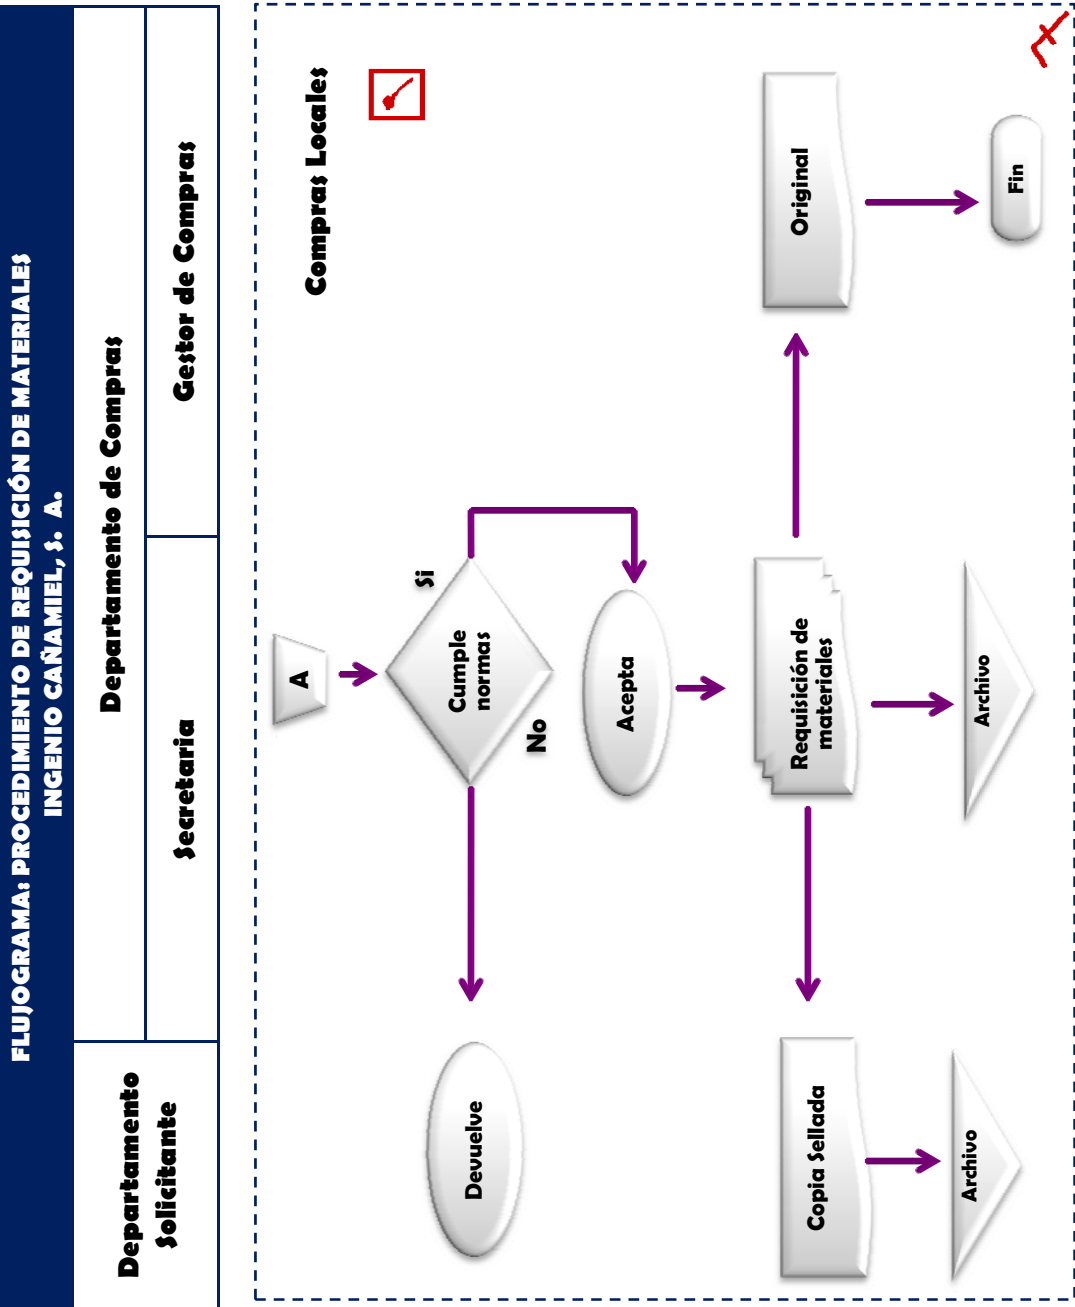 FLUJOGRAMA: PROCEDIMIENTO DE REQUISICIÓN DE MATERIALES
INGENIO CAÑAMIEL, S. A.
Departamento
Solicitante
Departamento de Compras
Secretaria
Gestor de Compras
Compras Locales
A
Cumple
normas
Si
No
Devuelve
Acepta
Requisición de
materiales
Copia Sellada
Original
Archivo
Archivo
Fin